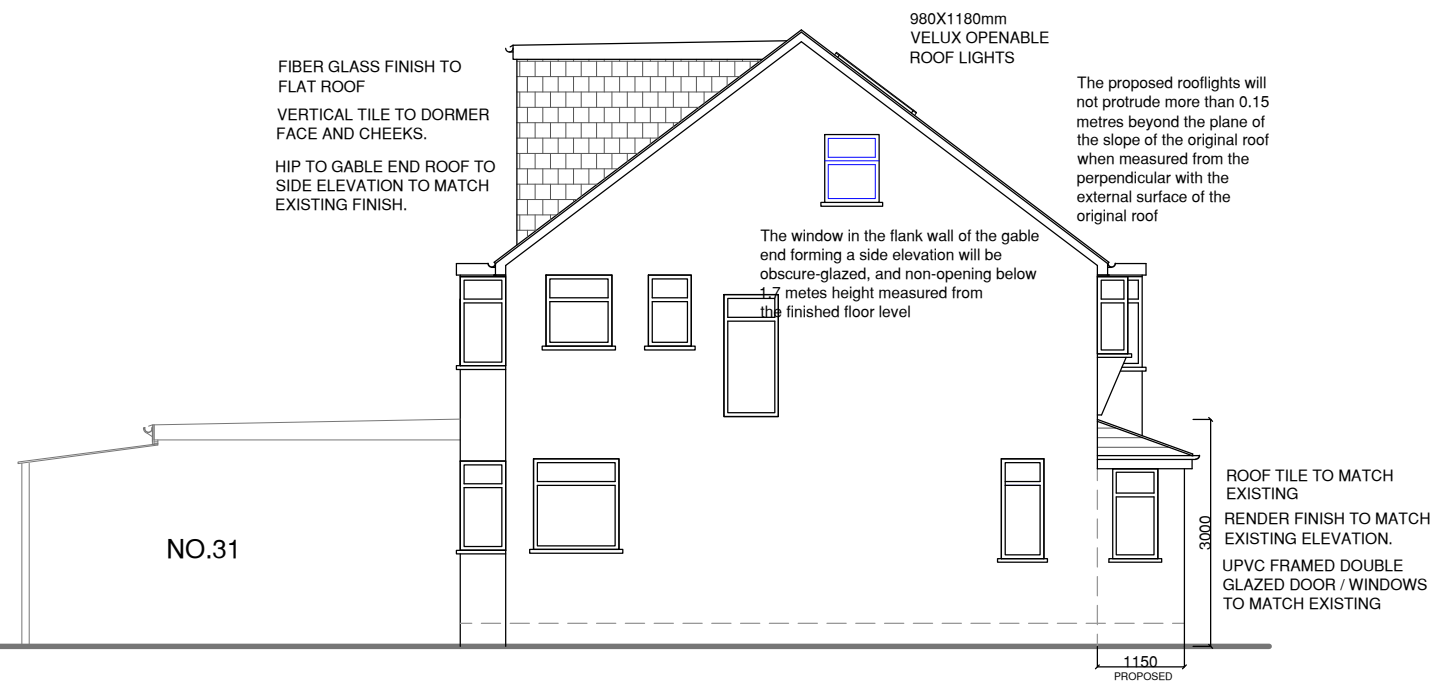 980X1180mm
VELUX OPENABLE
ROOF LIGHTS
FIBER GLASS FINISH TO
FLAT ROOF
VERTICAL TILE TO DORMER
FACE AND CHEEKS.
HIP TO GABLE END ROOF TO
SIDE ELEVATION TO MATCH
EXISTING FINISH.
The proposed rooflights will
not protrude more than 0.15
metres beyond the plane of
the slope of the original roof
when measured from the
perpendicular with the
external surface of the
original roof
The window in the flank wall of the gable
end forming a side elevation will be
obscure-glazed, and non-opening below
1.7 metes height measured from
the finished floor level
NO.31
ROOF TILE TO MATCH
EXISTING
RENDER FINISH TO MATCH
EXISTING ELEVATION.
UPVC FRAMED DOUBLE
GLAZED DOOR / WINDOWS
TO MATCH EXISTING
3000
1150
PROPOSED